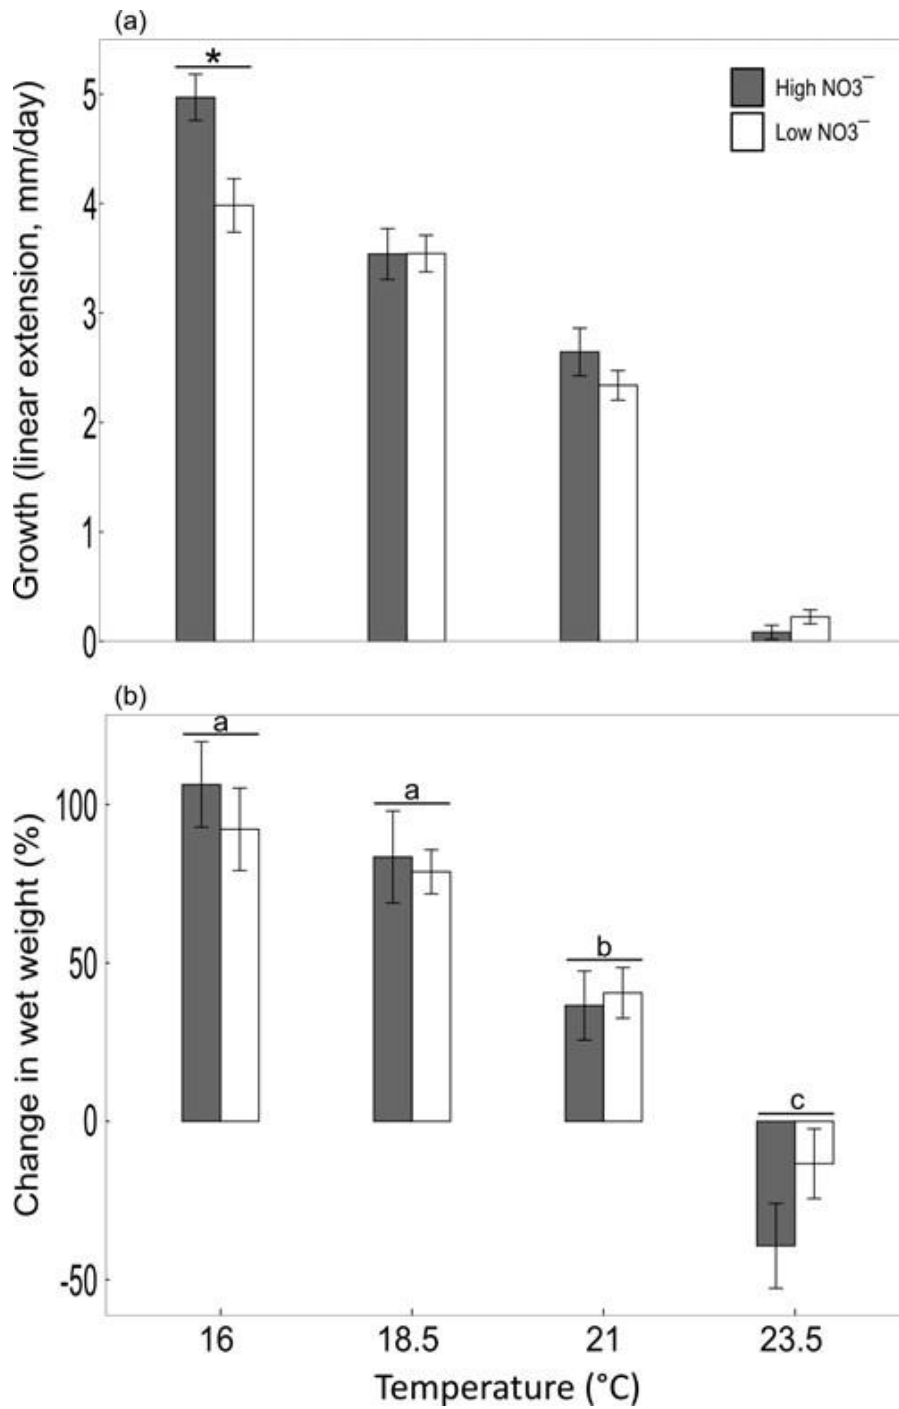 (a)
*
High NO3⁻
Low NO3⁻
Growth (linear extension, mm/day)
5
4
3
2
1
0
(b)
a
a
b
c
Change in wet weight (%)
100
50
0
-50
16 18.5 21 23.5
Temperature (°C)